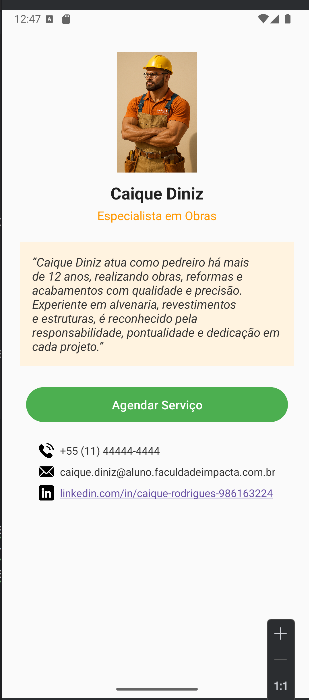 12:47
Caique Diniz
Especialista em Obras
“Caique Diniz atua como pedreiro há mais
de 12 anos, realizando obras, reformas e
acabamentos com qualidade e precisão.
Experiente em alvenaria, revestimentos
e estruturas, é reconhecido pela
responsabilidade, pontualidade e dedicação em
cada projeto.”
Agendar Serviço
+55 (11) 44444-4444
caique.diniz@aluno.faculdadeimpacta.com.br
linkedin.com/in/caique-rodrigues-986163224
1:1